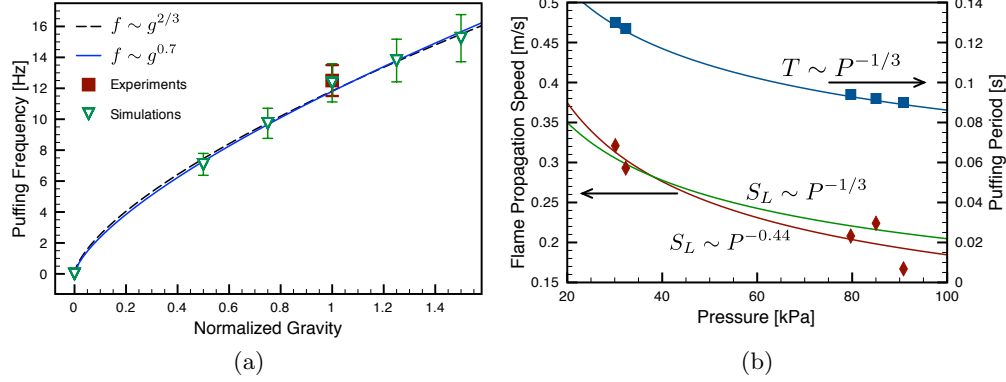 16
14
12
10
8
6
4
2
0
Puffing Frequency [Hz]
f ∼ g^{2/3}
f ∼ g^{0.7}
Experiments
Simulations
0 0.2 0.4 0.6 0.8 1.0 1.2 1.4
Normalized Gravity
(a)
0.5
0.45
0.4
0.35
0.3
0.25
0.2
0.15
Flame Propagation Speed [m/s]
T ∼ P^{-1/3}
S_L ∼ P^{-1/3}
S_L ∼ P^{-0.44}
0.14
0.12
0.1
0.08
0.06
0.04
0.02
0
Puffing Period [s]
20 40 60 80 100
Pressure [kPa]
(b)